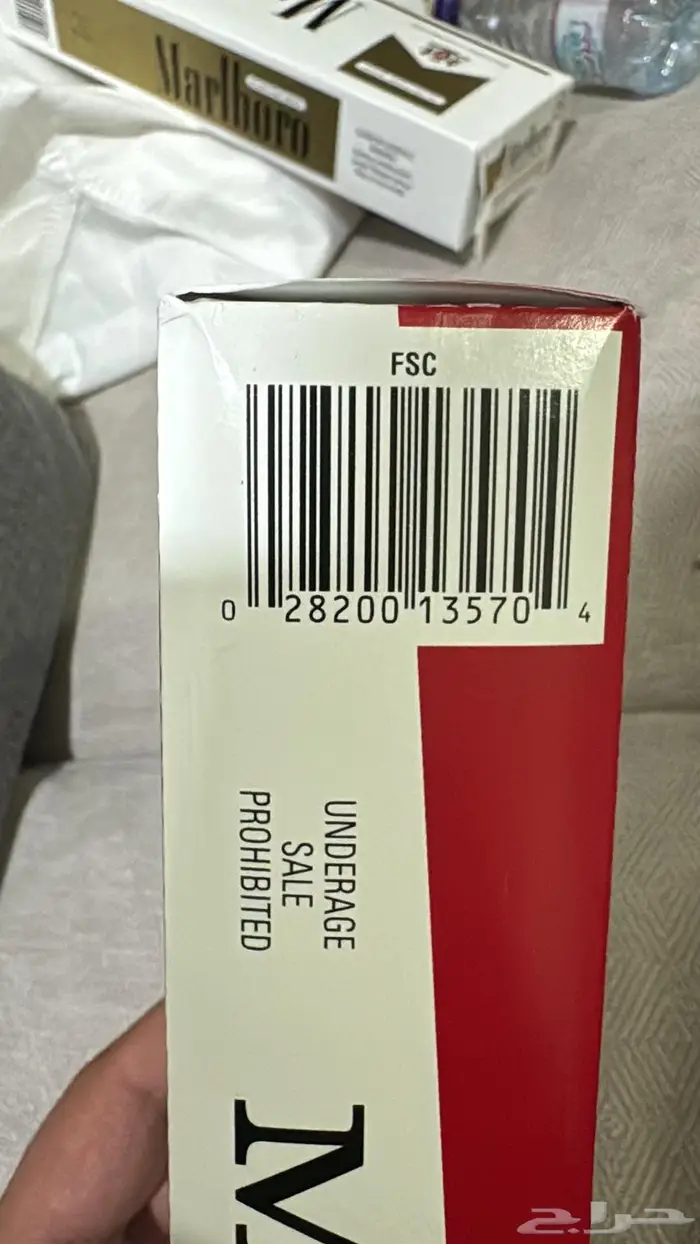 Marlboro
FSC
0 28200 13570 4
UNDERAGE
SALE
PROHIBITED
M
حراج